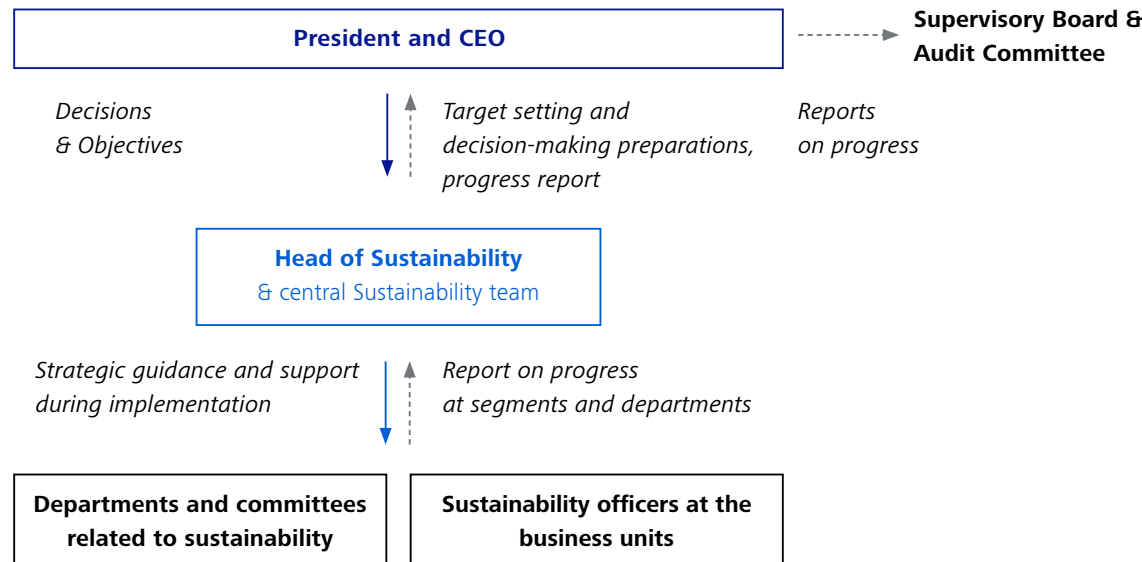 President and CEO
Supervisory Board &
Audit Committee
Decisions
& Objectives
Target setting and
decision-making preparations,
progress report
Reports
on progress
Head of Sustainability
& central Sustainability team
Strategic guidance and support
during implementation
Report on progress
at segments and departments
Departments and committees
related to sustainability
Sustainability officers at the
business units